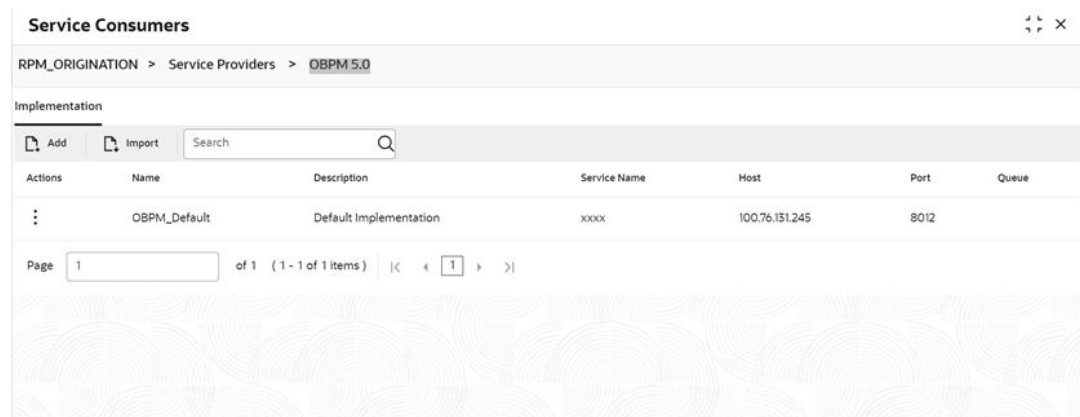 Service Consumers
RPM_ORIGINATION > Service Providers > OBPM 5.0
Implementation
Add Import Search
Actions Name Description Service Name Host Port Queue
OBPM_Default Default Implementation xxxx 100.76.131.245 8012
Page 1 of 1 (1 - 1 of 1 items) 1